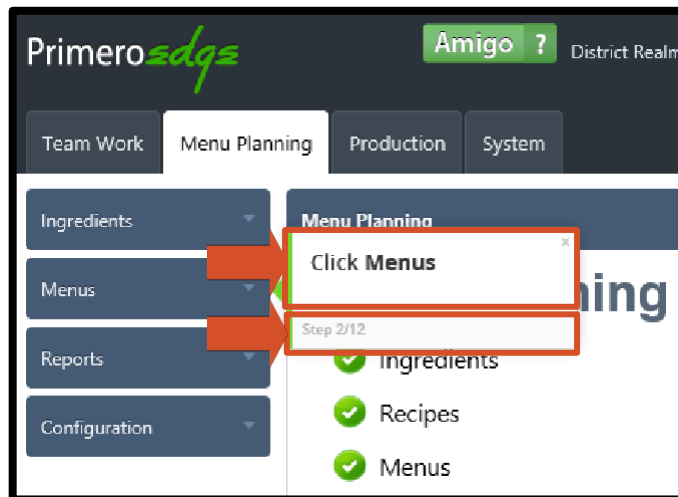 Primeroedge
Amigo ?
District Realm
Team Work
Menu Planning
Production
System
Ingredients
Menus
Reports
Configuration
Menu Planning
Click Menus
x
Step 2/12
ning
Ingredients
Recipes
Menus